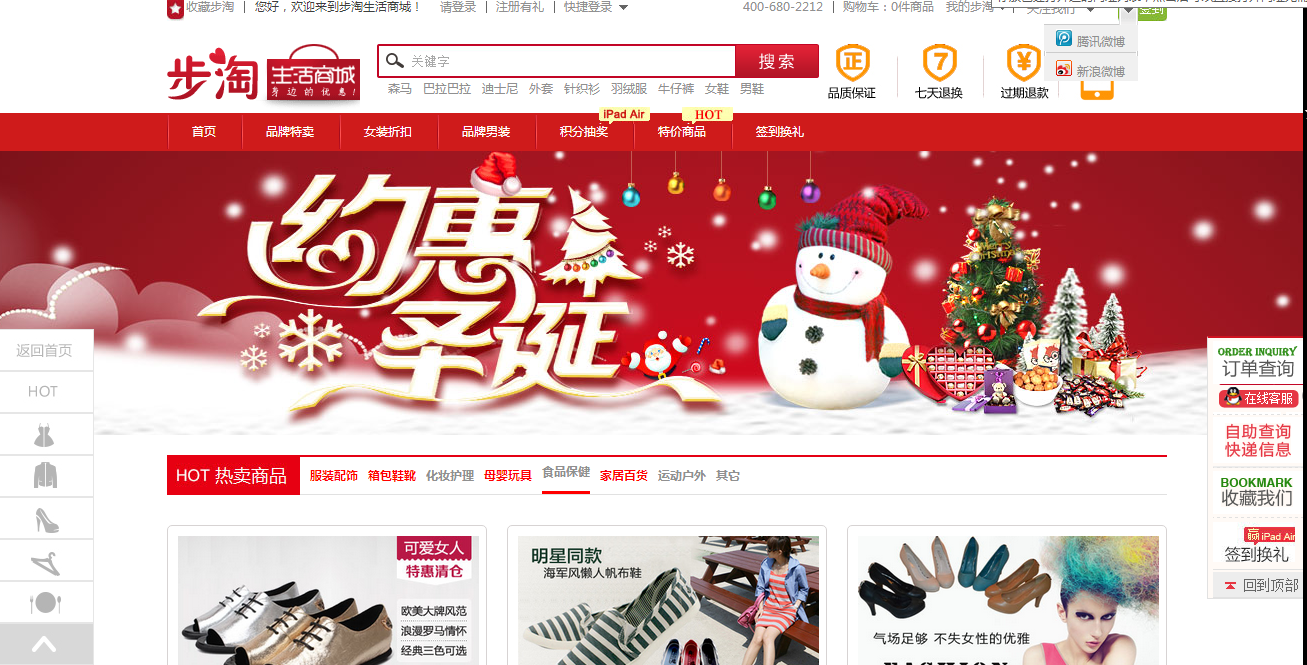 收藏步淘 您好，欢迎来到步淘生活商城！ 请登录 注册有礼 快捷登录 400-680-2212 购物车：0件商品 我的步淘
腾讯微博
新浪微博
步淘 生活商城
身边的优惠！
关键字 搜索
正 7 ¥
森马 巴拉巴拉 迪士尼 外套 针织衫 羽绒服 牛仔裤 女鞋 男鞋
品质保证 七天退换 过期退款
iPad Air HOT
首页 品牌特卖 女装折扣 品牌男装 积分抽奖 特价商品 签到换礼
约惠
圣诞
返回首页
HOT
ORDER INQUIRY
订单查询
在线客服
自助查询
快递信息
BOOKMARK
收藏我们
赢iPad Air
签到换礼
回到顶部
HOT 热卖商品 服装配饰 箱包鞋靴 化妆护理 母婴玩具 食品保健 家居百货 运动户外 其它
可爱女人
特惠清仓
欧美大牌风范
浪漫罗马情怀
经典三色可选
明星同款
海军风懒人帆布鞋
气场足够 不失女性的优雅
FASHION